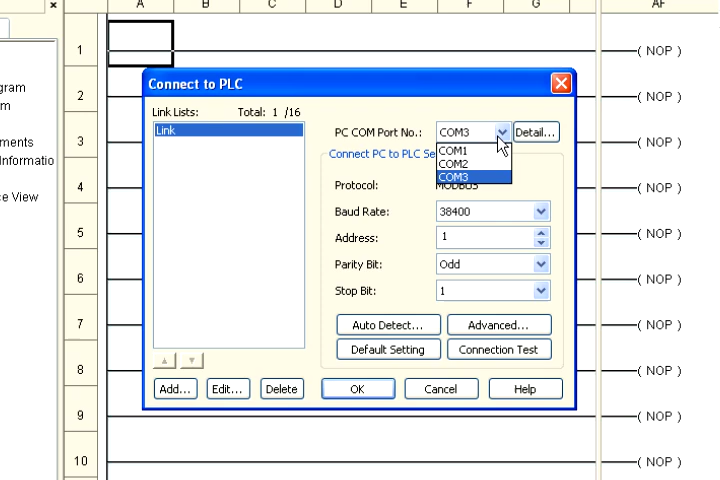 A B C D E F G AF
1 ( NOP )
gram
2 ( NOP )
m
Connect to PLC
Link Lists: Total: 1 /16
Link
PC COM Port No.: COM3 Detail...
COM1
COM2
COM3
Connect PC to PLC Se
Protocol: MODBUS
Baud Rate: 38400
Address: 1
Parity Bit: Odd
Stop Bit: 1
Auto Detect... Advanced...
Default Setting Connection Test
Add... Edit... Delete OK Cancel Help
3 ( NOP )
ments
Informatio
4 ( NOP )
ce View
5 ( NOP )
6 ( NOP )
7 ( NOP )
8 ( NOP )
9 ( NOP )
10 ( NOP )